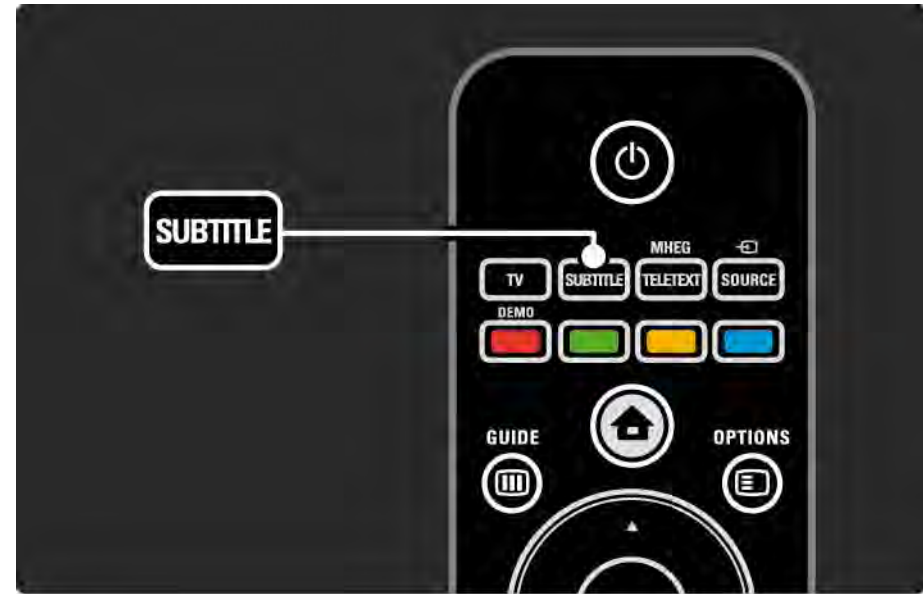 SUBTITLE
MHEG
TV SUBTITLE TELETEXT SOURCE
DEMO
GUIDE OPTIONS